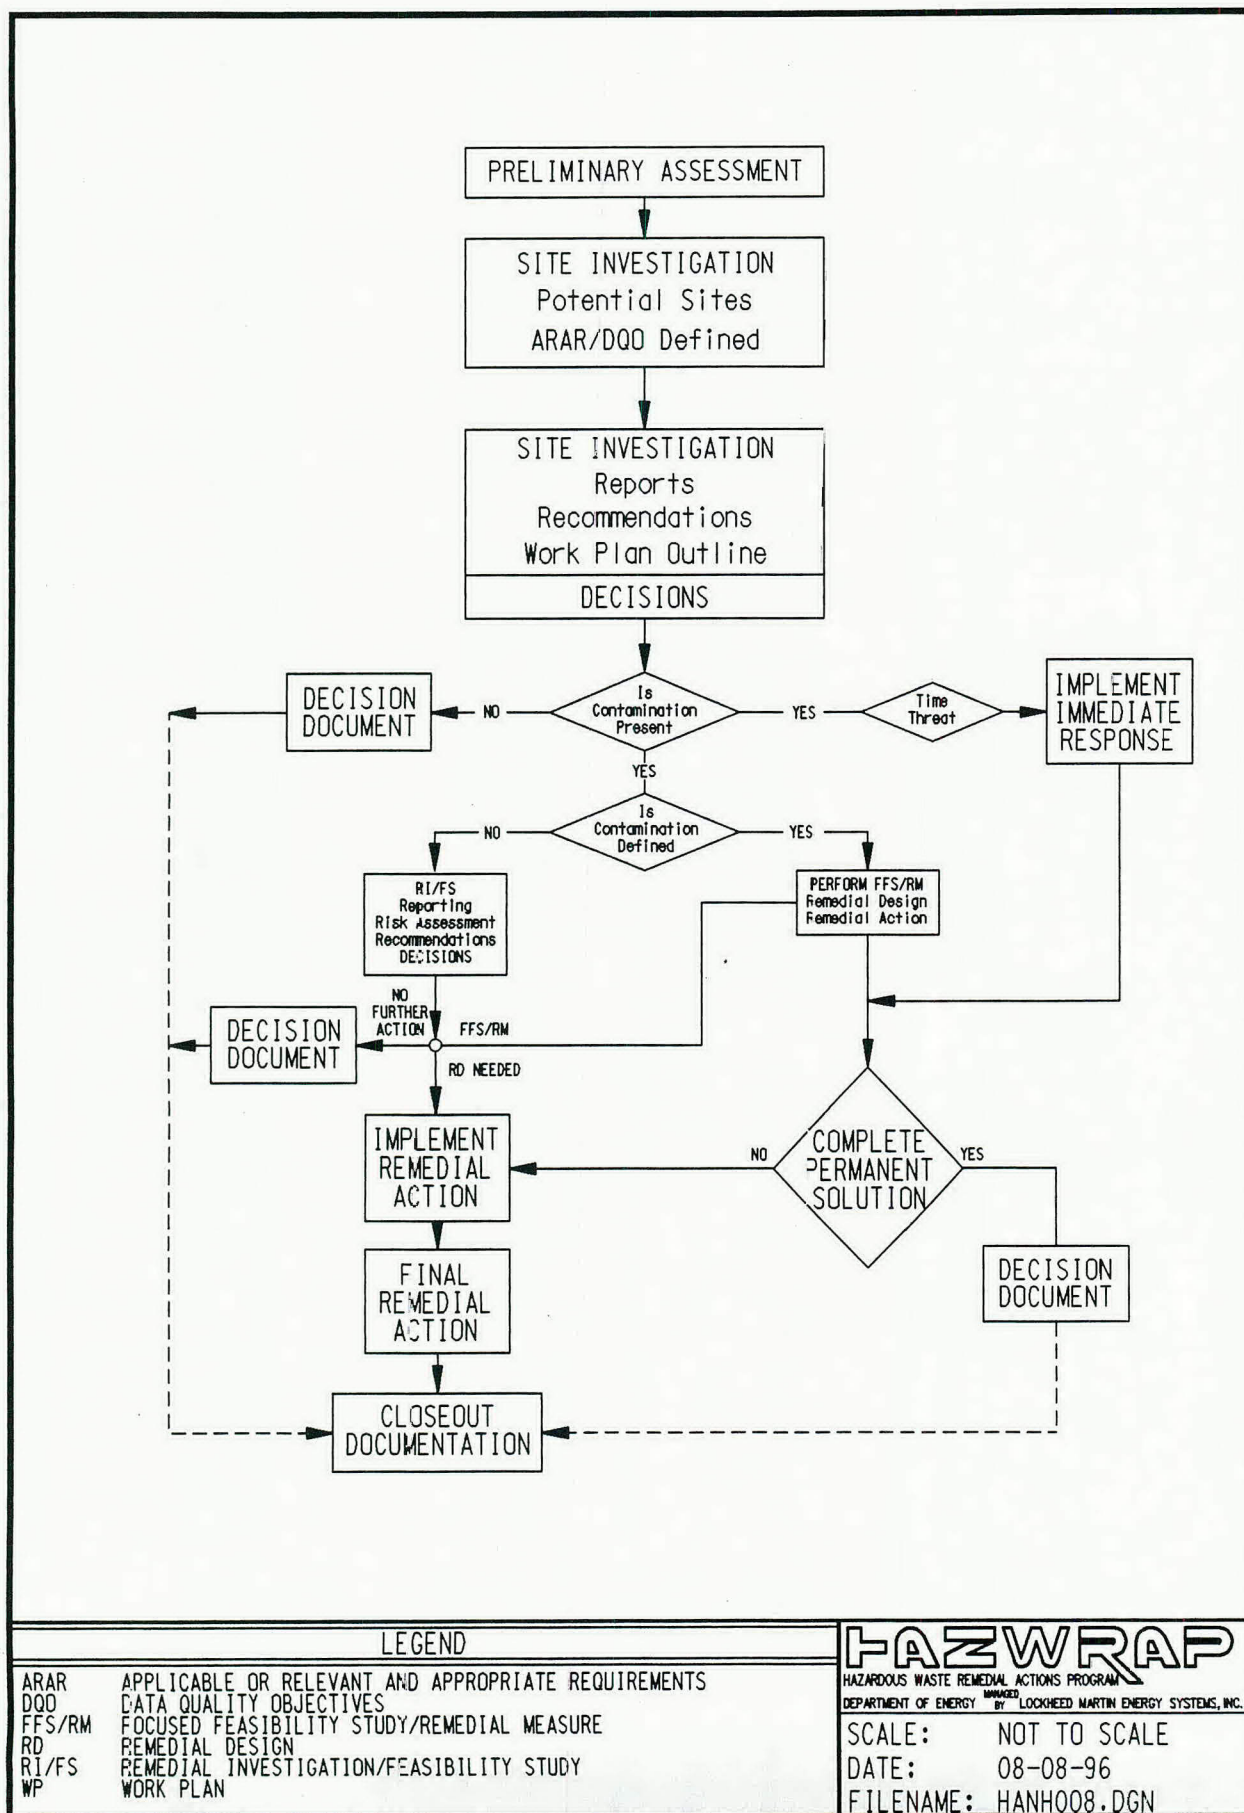 PRELIMINARY ASSESSMENT
SITE INVESTIGATION
Potential Sites
ARAR/DQO Defined
SITE INVESTIGATION
Reports
Recommendations
Work Plan Outline
DECISIONS
DECISION
DOCUMENT
NO
Is
Contamination
Present
YES
Time
Threat
IMPLEMENT
IMMEDIATE
RESPONSE
YES
NO
Is
Contamination
Defined
YES
RI/FS
Reporting
Risk Assessment
Recommendations
DECISIONS
PERFORM FFS/RM
Remedial Design
Remedial Action
NO
FURTHER
ACTION
FFS/RM
DECISION
DOCUMENT
RD NEEDED
IMPLEMENT
REMEDIAL
ACTION
NO
COMPLETE
PERMANENT
SOLUTION
YES
FINAL
REMEDIAL
ACTION
DECISION
DOCUMENT
CLOSEOUT
DOCUMENTATION
LEGEND
ARAR APPLICABLE OR RELEVANT AND APPROPRIATE REQUIREMENTS
DQO DATA QUALITY OBJECTIVES
FFS/RM FOCUSED FEASIBILITY STUDY/REMEDIAL MEASURE
RD REMEDIAL DESIGN
RI/FS REMEDIAL INVESTIGATION/FEASIBILITY STUDY
WP WORK PLAN
HAZWRAP
HAZARDOUS WASTE REMEDIAL ACTIONS PROGRAM
DEPARTMENT OF ENERGY MANAGED BY LOCKHEED MARTIN ENERGY SYSTEMS, INC.
SCALE: NOT TO SCALE
DATE: 08-08-96
FILENAME: HANH008.DGN